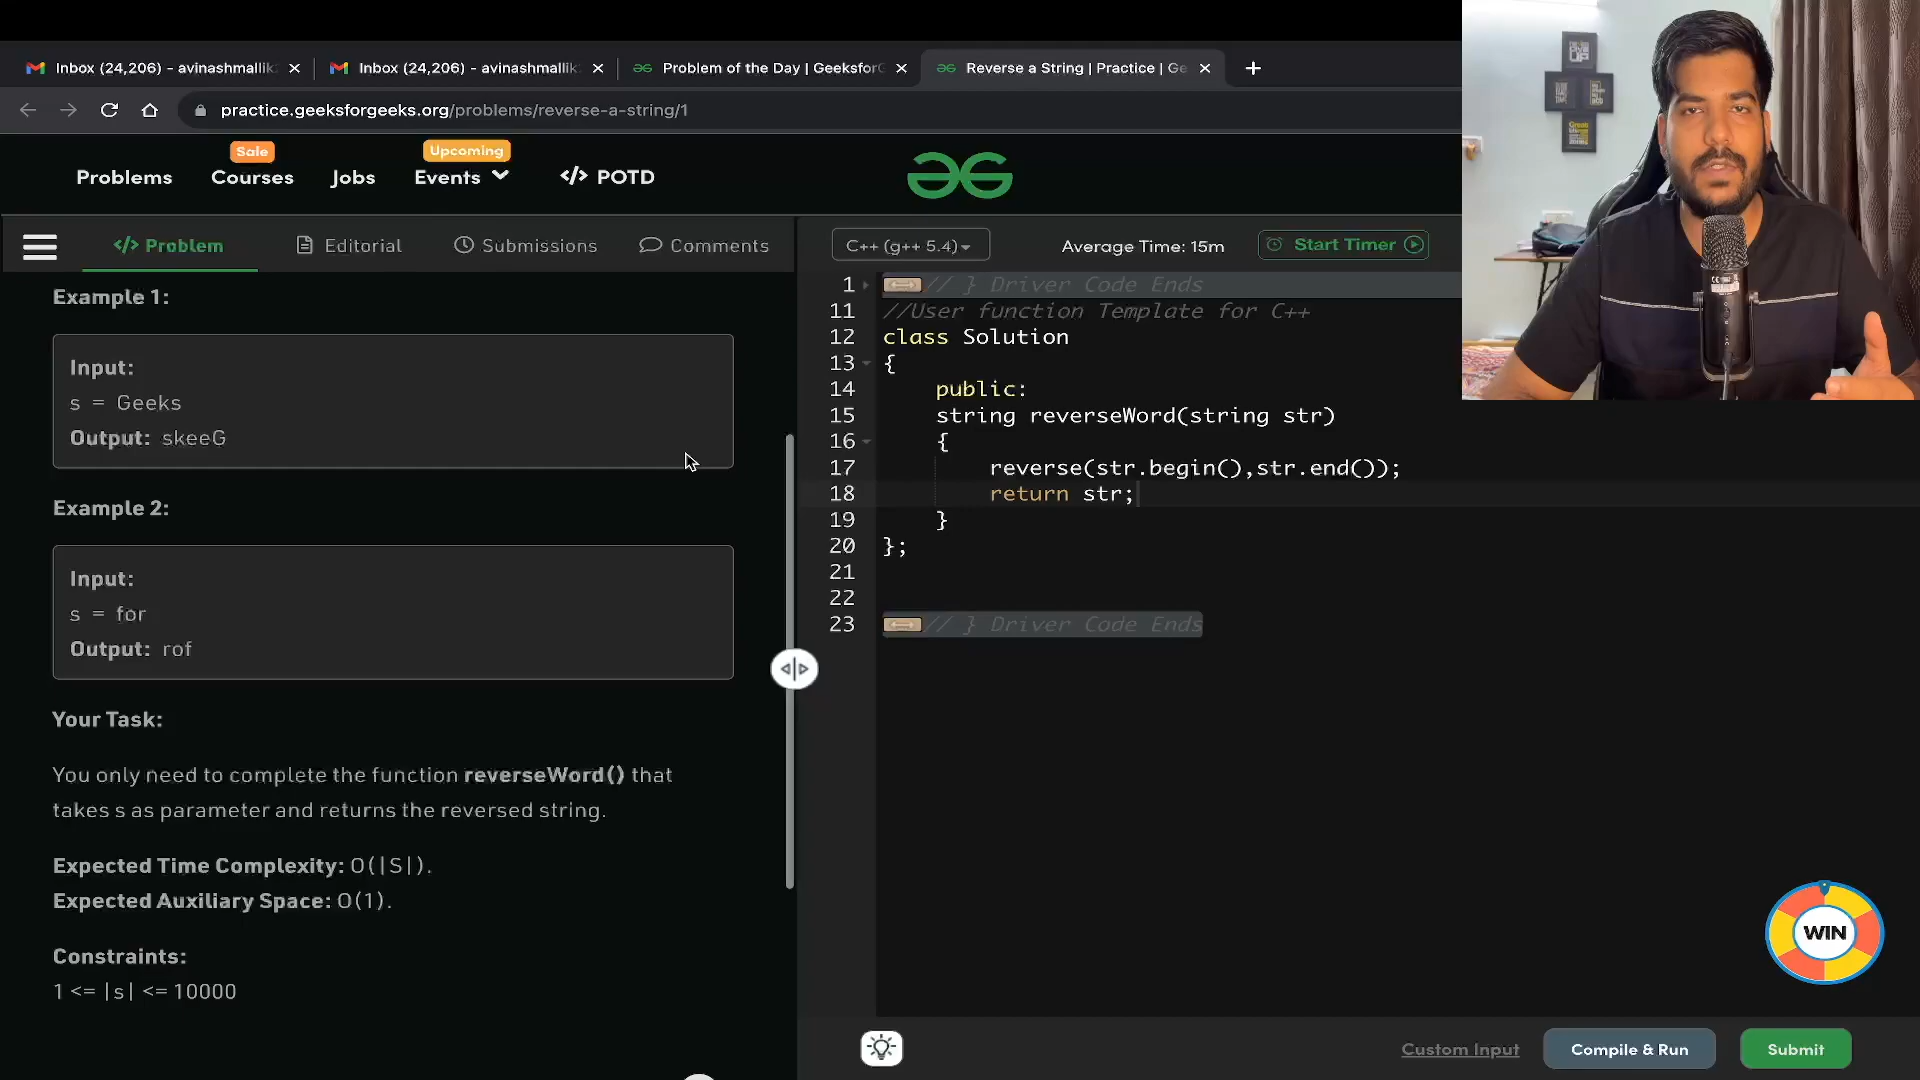 Inbox (24,206) - avinashmallik
Inbox (24,206) - avinashmallik
Problem of the Day | Geeksfor
Reverse a String | Practice | Ge
practice.geeksforgeeks.org/problems/reverse-a-string/1
Sale
Upcoming
Problems
Courses
Jobs
Events
</> POTD
</> Problem
Editorial
Submissions
Comments
Example 1:
Input:
s = Geeks
Output: skeeG
Example 2:
Input:
s = for
Output: rof
Your Task:
You only need to complete the function reverseWord() that
takes s as parameter and returns the reversed string.
Expected Time Complexity: O(|S|).
Expected Auxiliary Space: O(1).
Constraints:
1 <= |s| <= 10000
C++ (g++ 5.4)
Average Time: 15m
Start Timer
1 // } Driver Code Ends
11 //User function Template for C++
12 class Solution
13 {
14 public:
15 string reverseWord(string str)
16 {
17 reverse(str.begin(),str.end());
18 return str;
19 }
20 };
21
22
23 // } Driver Code Ends
WIN
Custom Input
Compile & Run
Submit